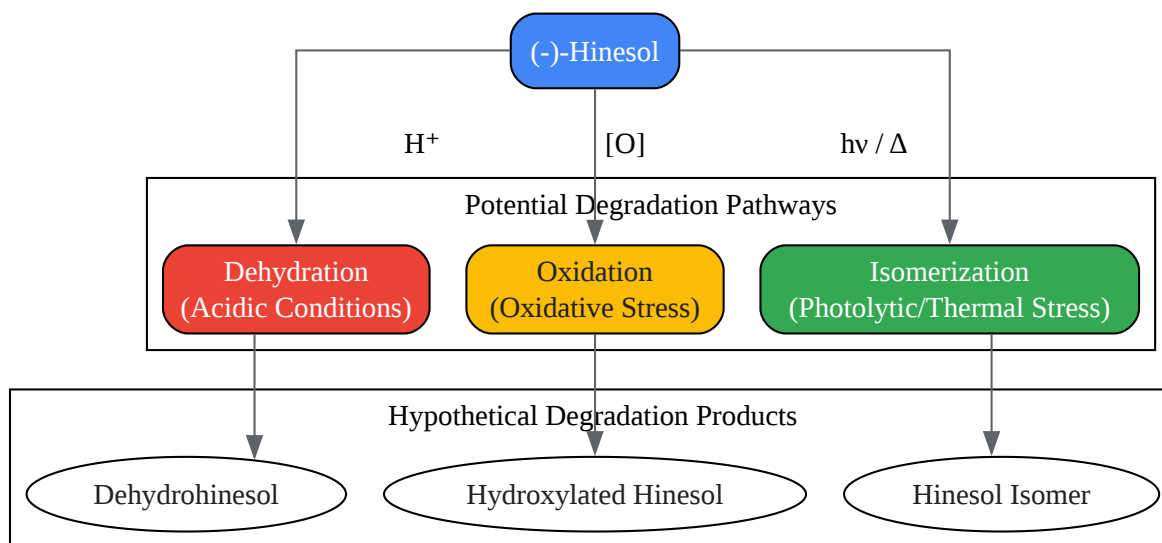 (-)-Hinesol
H⁺
[O]
hν / Δ
Potential Degradation Pathways
Dehydration
(Acidic Conditions)
Oxidation
(Oxidative Stress)
Isomerization
(Photolytic/Thermal Stress)
Hypothetical Degradation Products
Dehydrohinesol
Hydroxylated Hinesol
Hinesol Isomer